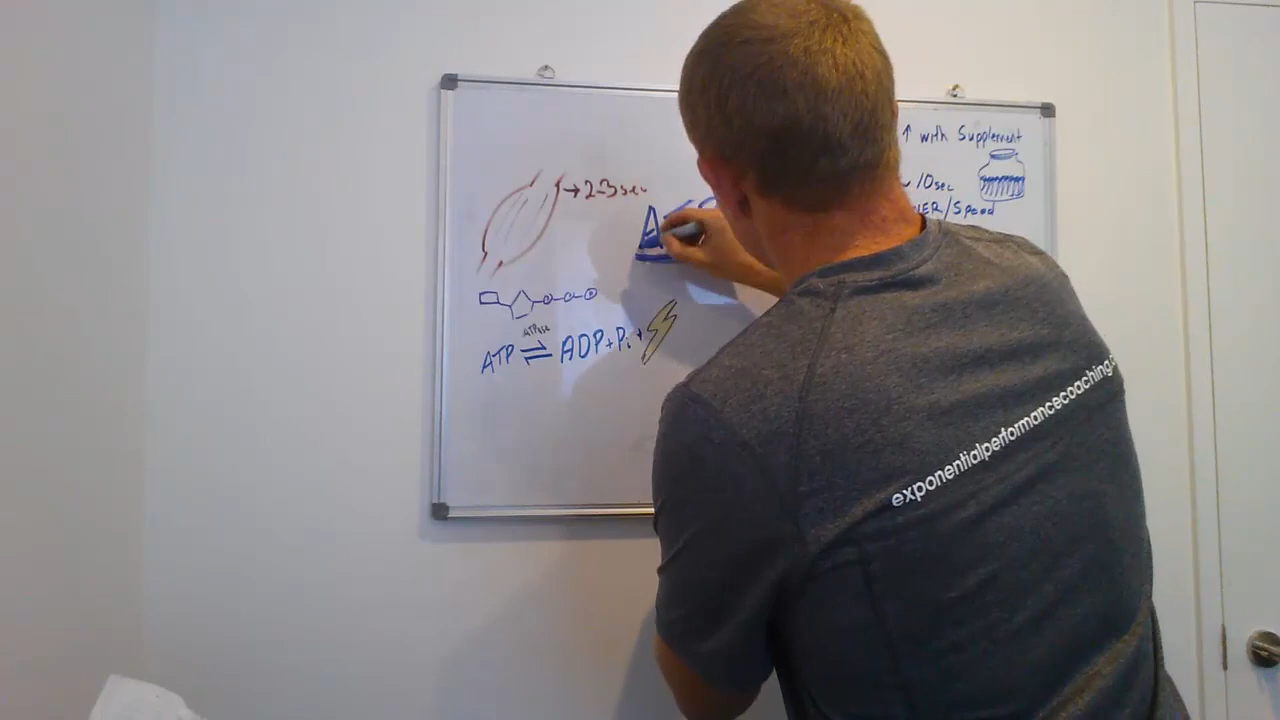 ↑ with Supplement
→ 2-3sec
~ 10sec
/Speed
ATPase
ATP ⇌ ADP + Pi +
exponentialperformancecoaching.